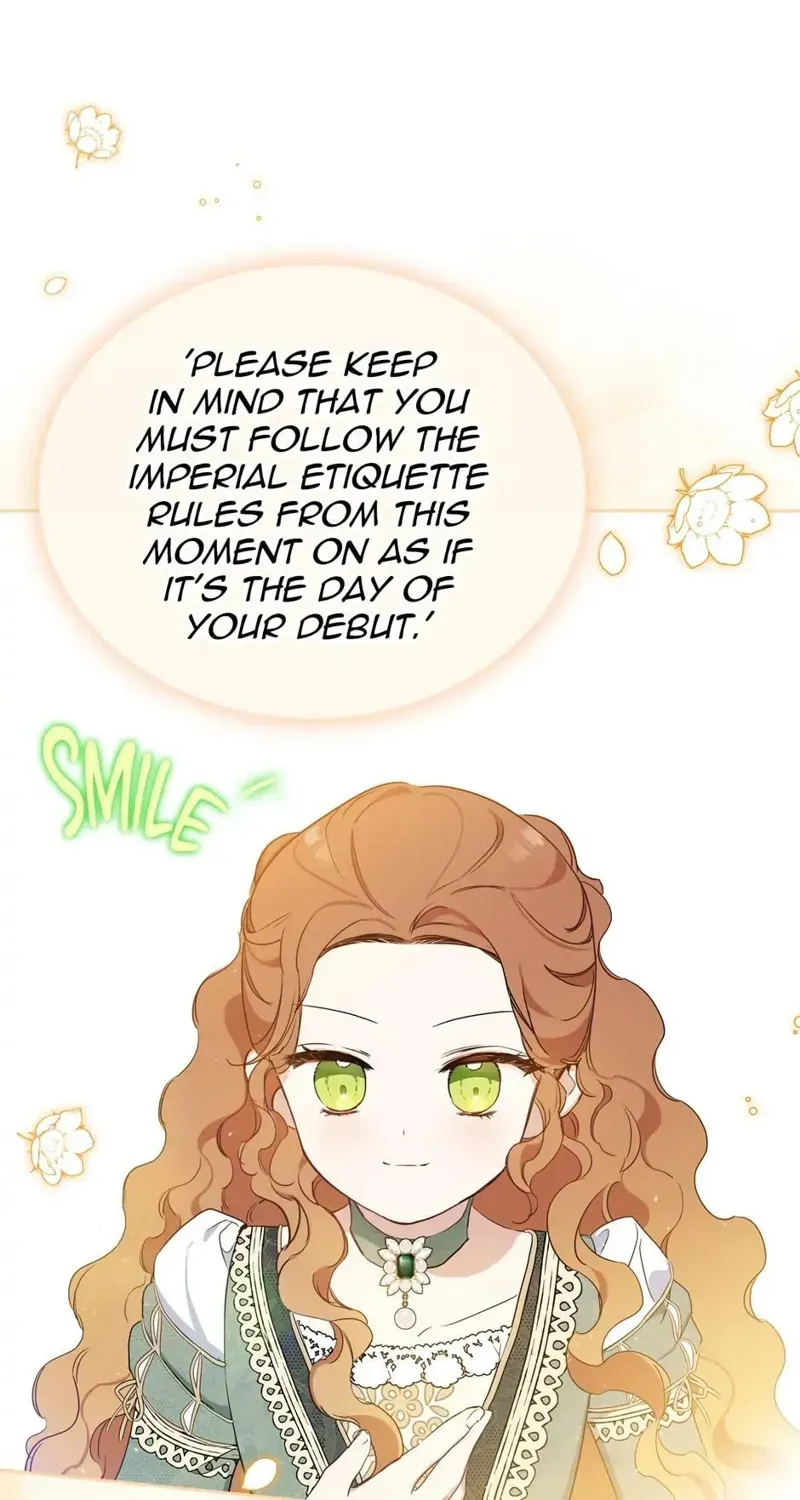 'PLEASE KEEP
IN MIND THAT YOU
MUST FOLLOW THE
IMPERIAL ETIQUETTE
RULES FROM THIS
MOMENT ON AS IF
IT'S THE DAY OF
YOUR DEBUT.'
SMILE